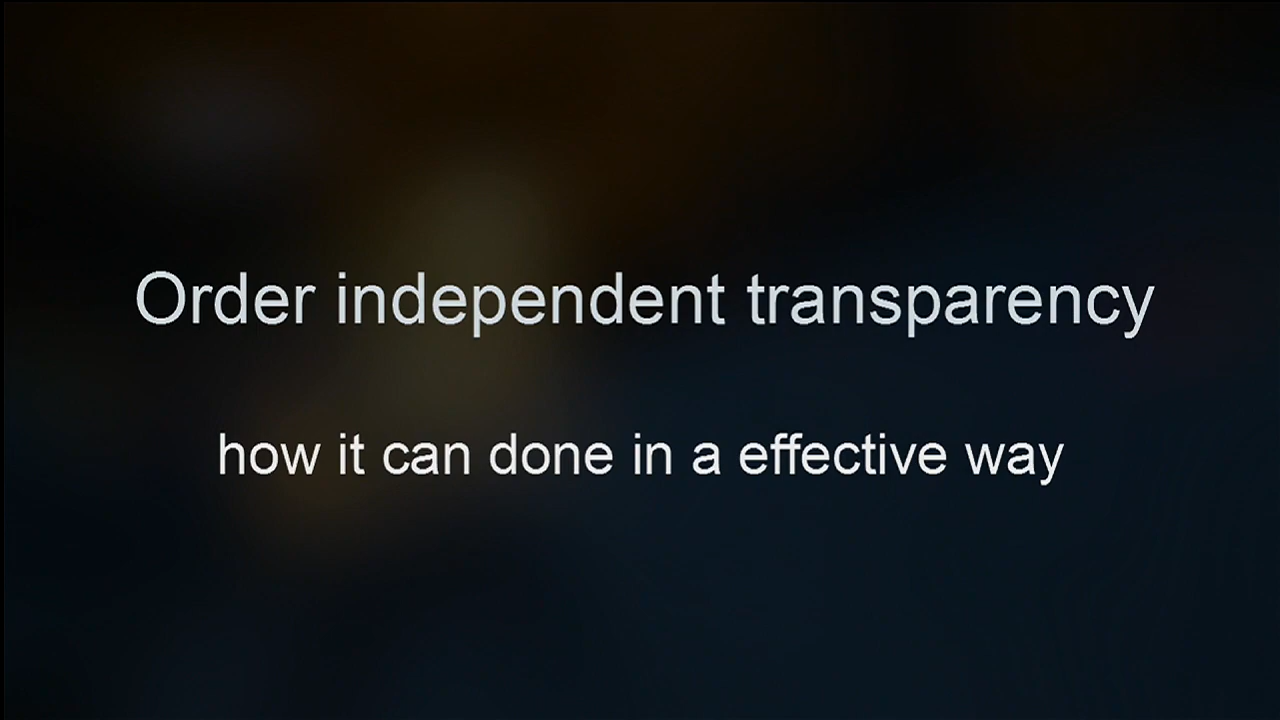 Order independent transparency
how it can done in a effective way